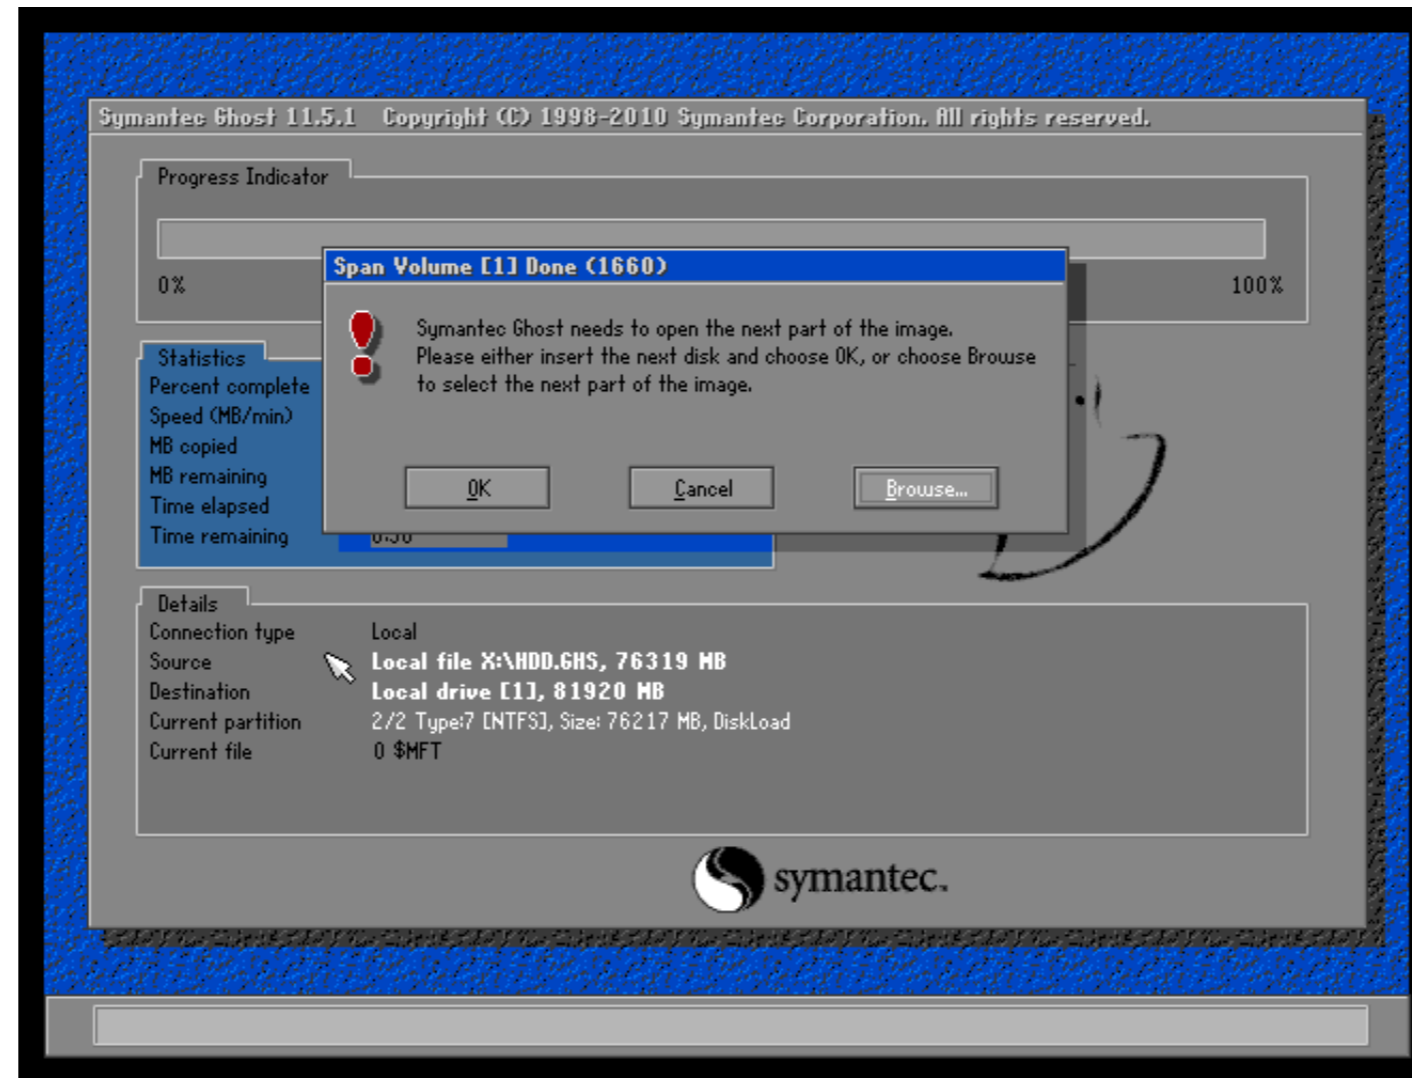 Symantec Ghost 11.5.1 Copyright (C) 1998-2010 Symantec Corporation. All rights reserved.
Progress Indicator
0%
100%
Span Volume [1] Done (1660)
Symantec Ghost needs to open the next part of the image.
Please either insert the next disk and choose OK, or choose Browse
to select the next part of the image.
OK Cancel Browse...
Statistics
Percent complete
Speed (MB/min)
MB copied
MB remaining
Time elapsed
Time remaining
Details
Connection type Local
Source Local file X:\HDD.GHS, 76319 MB
Destination Local drive [1], 81920 MB
Current partition 2/2 Type:7 [NTFS], Size: 76217 MB, DiskLoad
Current file 0 $MFT
symantec.